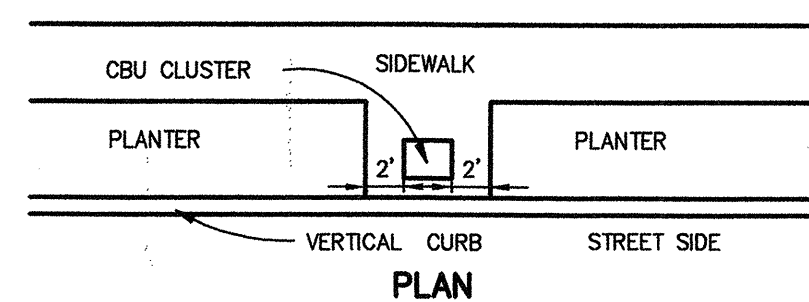 SIDEWALK
CBU CLUSTER
PLANTER
PLANTER
2' 2'
VERTICAL CURB
STREET SIDE
PLAN